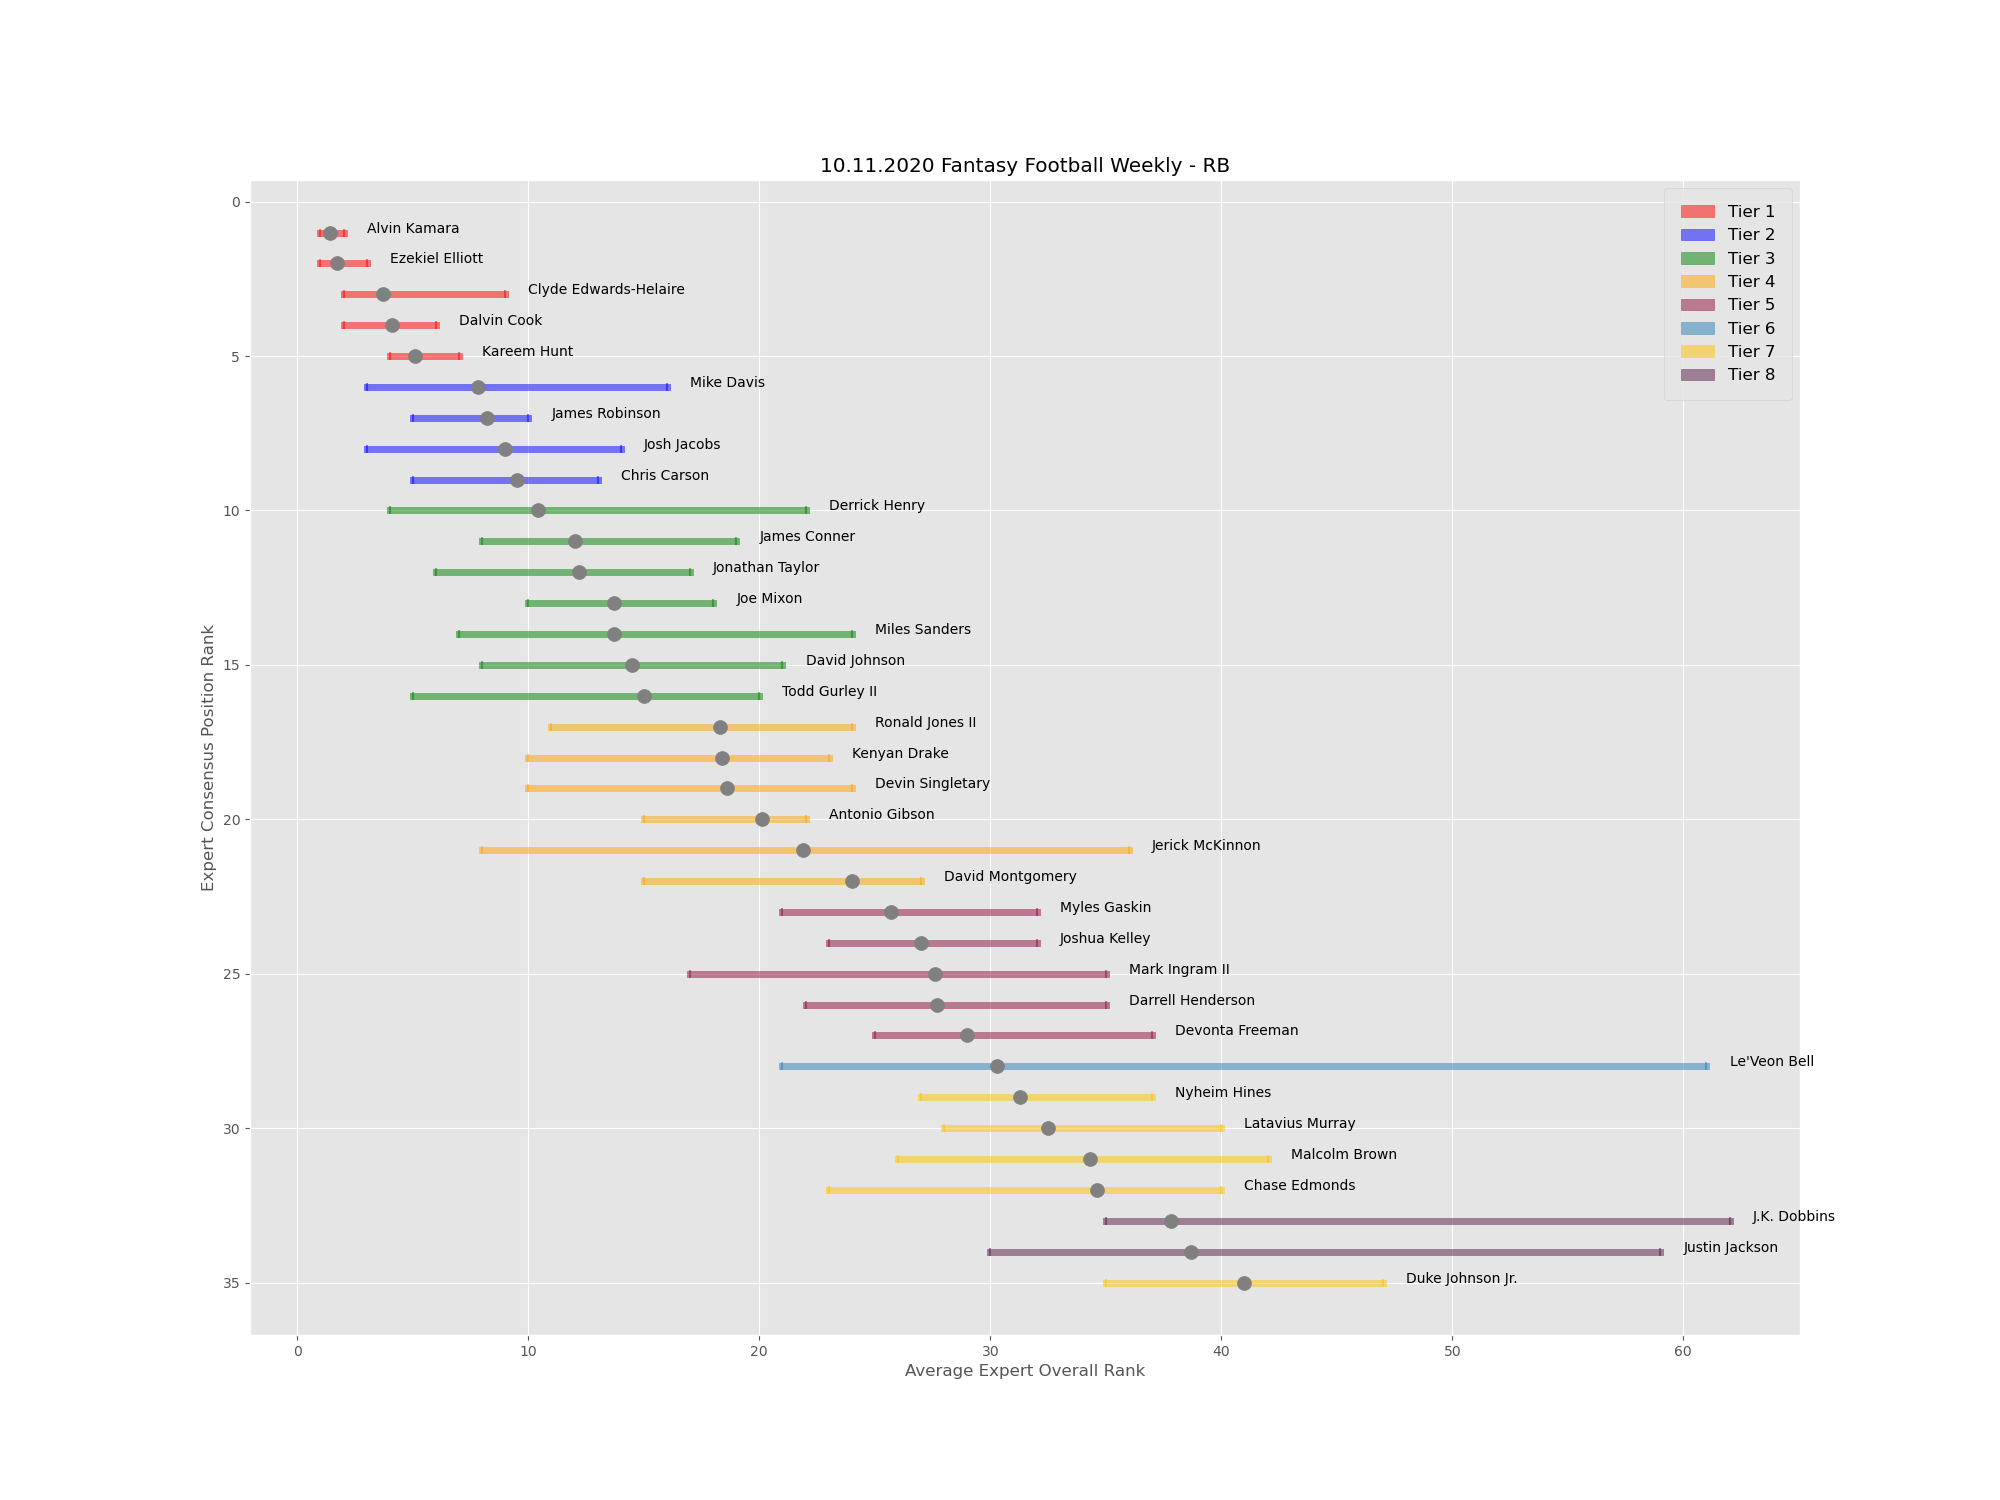 10.11.2020 Fantasy Football Weekly - RB
Tier 1
Tier 2
Tier 3
Tier 4
Tier 5
Tier 6
Tier 7
Tier 8
Expert Consensus Position Rank
0
5
10
15
20
25
30
35
Alvin Kamara
Ezekiel Elliott
Clyde Edwards-Helaire
Dalvin Cook
Kareem Hunt
Mike Davis
James Robinson
Josh Jacobs
Chris Carson
Derrick Henry
James Conner
Jonathan Taylor
Joe Mixon
Miles Sanders
David Johnson
Todd Gurley II
Ronald Jones II
Kenyan Drake
Devin Singletary
Antonio Gibson
Jerick McKinnon
David Montgomery
Myles Gaskin
Joshua Kelley
Mark Ingram II
Darrell Henderson
Devonta Freeman
Le'Veon Bell
Nyheim Hines
Latavius Murray
Malcolm Brown
Chase Edmonds
J.K. Dobbins
Justin Jackson
Duke Johnson Jr.
0 10 20 30 40 50 60
Average Expert Overall Rank